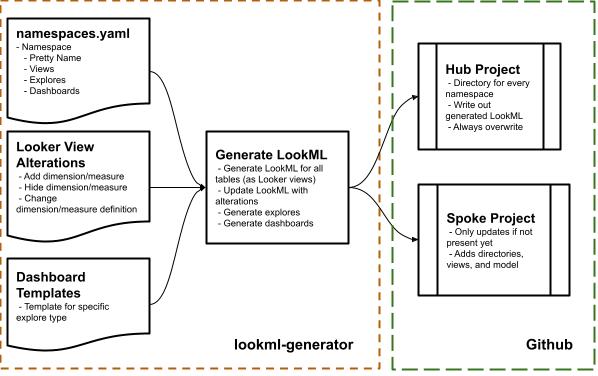 namespaces.yaml
- Namespace
- Pretty Name
- Views
- Explores
- Dashboards
Looker View
Alterations
- Add dimension/measure
- Hide dimension/measure
- Change
dimension/measure definition
Dashboard
Templates
- Template for specific
explore type
Generate LookML
- Generate LookML for all
tables (as Looker views)
- Update LookML with
alterations
- Generate explores
- Generate dashboards
lookml-generator
Hub Project
- Directory for every
namespace
- Write out
generated LookML
- Always overwrite
Spoke Project
- Only updates if not
present yet
- Adds directories,
views, and model
Github